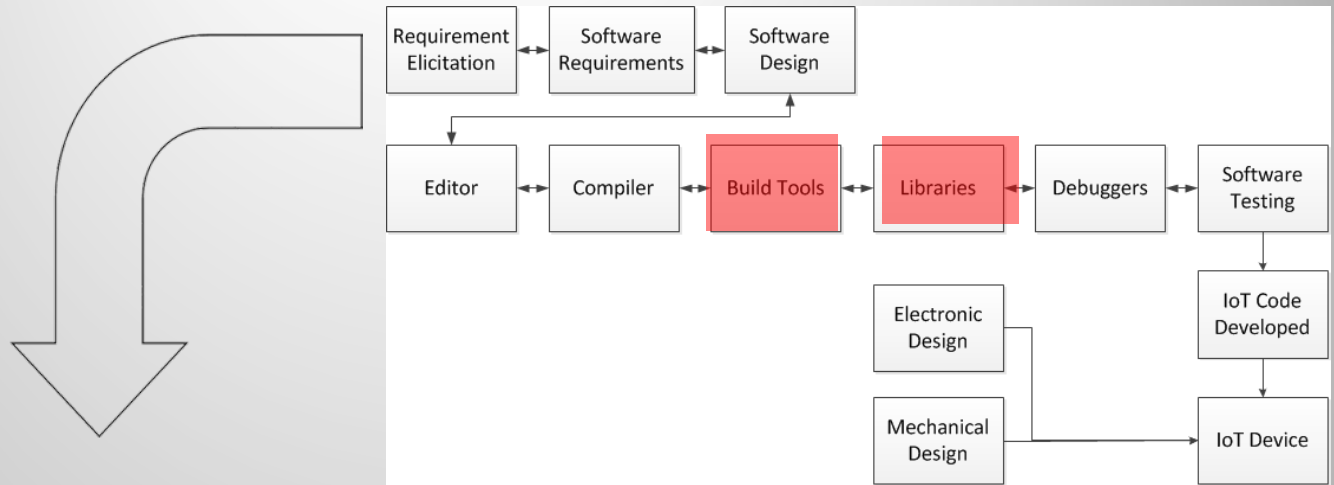 Requirement
Elicitation
Software
Requirements
Software
Design
Editor
Compiler
Build Tools
Libraries
Debuggers
Software
Testing
Electronic
Design
IoT Code
Developed
Mechanical
Design
IoT Device